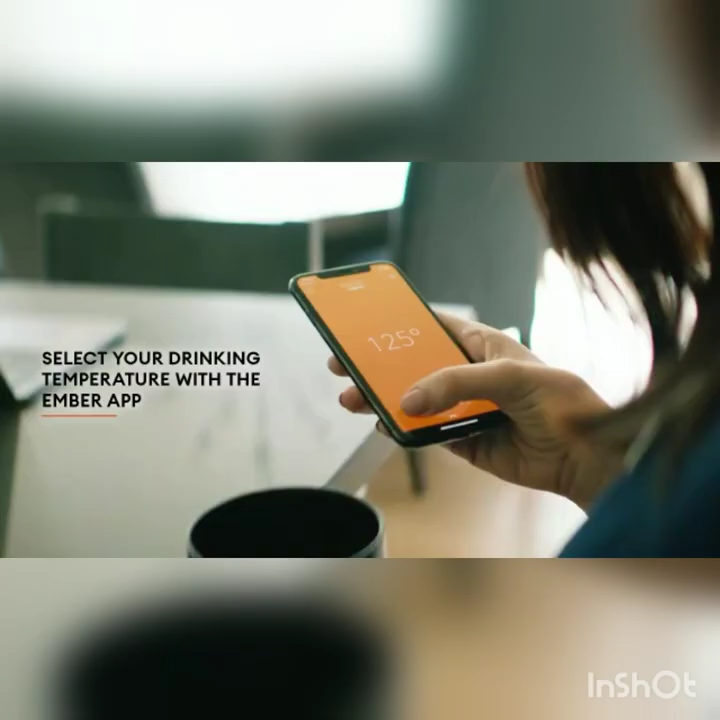 125°
SELECT YOUR DRINKING
TEMPERATURE WITH THE
EMBER APP
InShOt